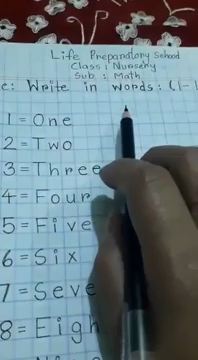 Life Preparatory School
Class : Nursery
Sub : Math
c: Write in words: (1-1
1 = One
2 = Two
3 = Three
4 = Four
5 = Five
6 = Six
7 = Seve
8 = Eigh